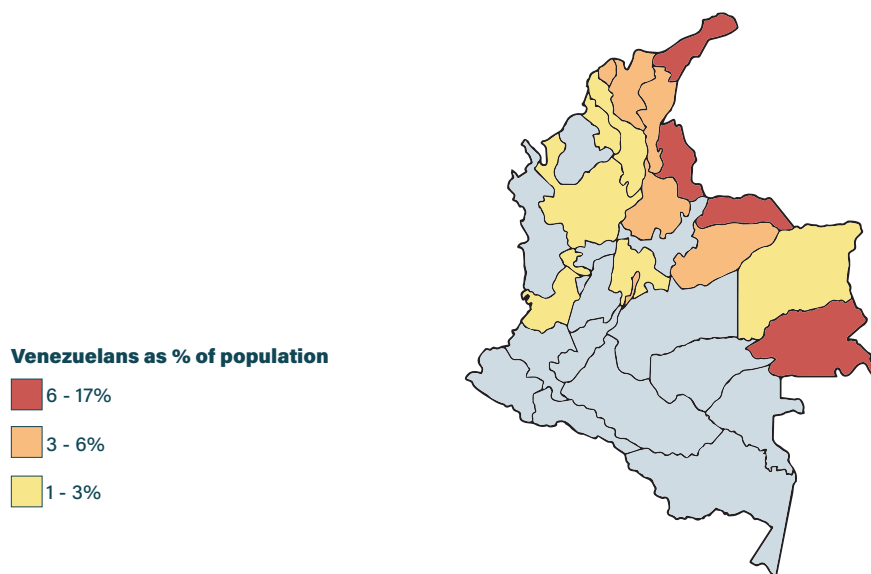 Venezuelans as % of population
6 - 17%
3 - 6%
1 - 3%